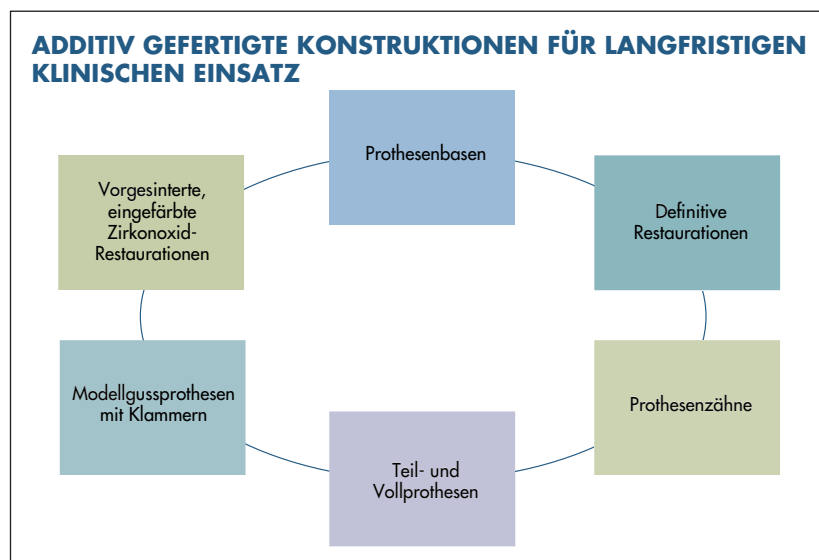 ADDITIV GEFERTIGTE KONSTRUKTIONEN FÜR LANGFRISTIGEN
KLINISCHEN EINSATZ
Prothesenbasen
Definitive
Restaurationen
Prothesenzähne
Teil- und
Vollprothesen
Modellgussprothesen
mit Klammern
Vorgesinterte,
eingefärbte
Zirkonoxid-
Restaurationen